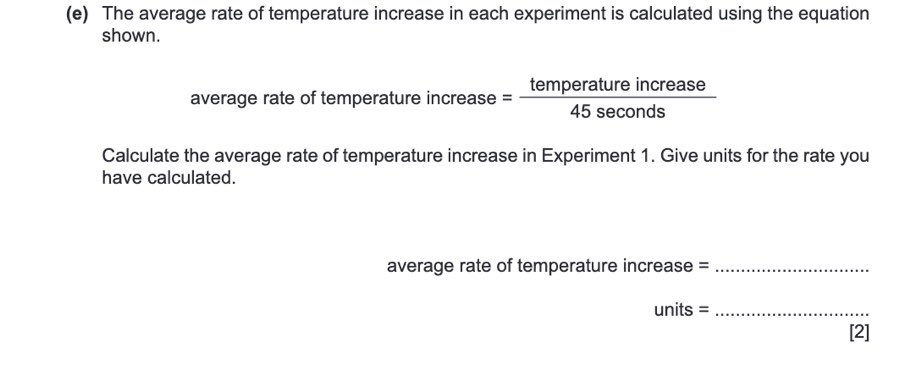 (e) The average rate of temperature increase in each experiment is calculated using the equation
shown.
average rate of temperature increase = temperature increase
45 seconds
Calculate the average rate of temperature increase in Experiment 1. Give units for the rate you
have calculated.
average rate of temperature increase = ..............................
units = ..............................
[2]